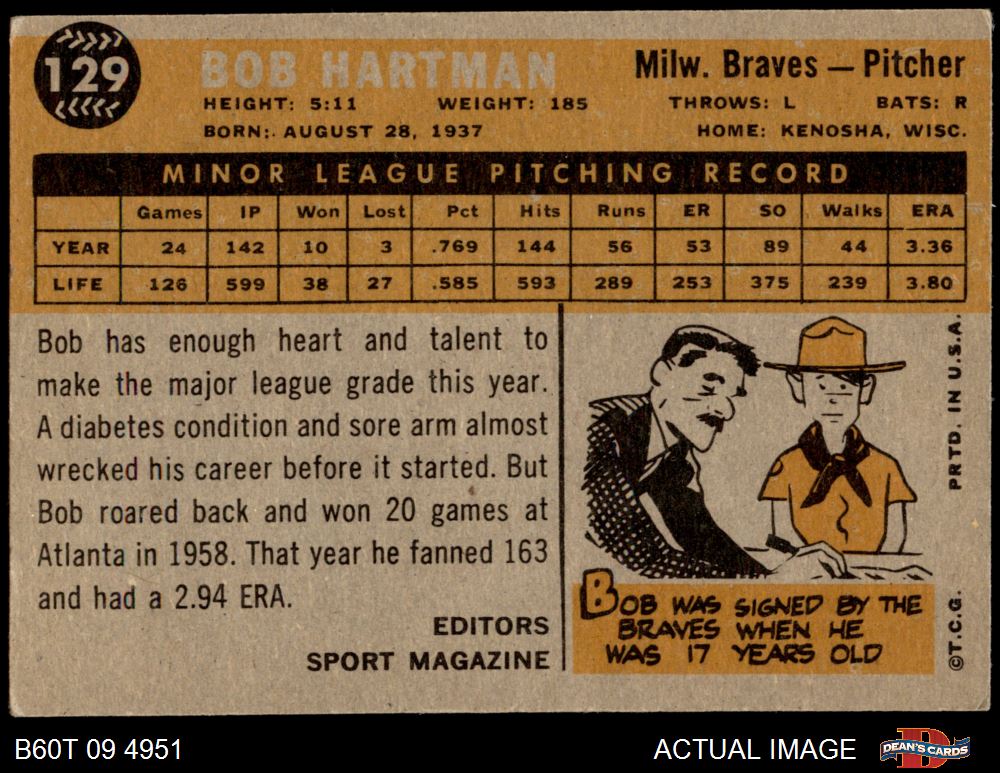 129
BOB HARTMAN
Milw. Braves — Pitcher
HEIGHT: 5:11 WEIGHT: 185 THROWS: L BATS: R
BORN: AUGUST 28, 1937 HOME: KENOSHA, WISC.
MINOR LEAGUE PITCHING RECORD
Games IP Won Lost Pct Hits Runs ER SO Walks ERA
YEAR 24 142 10 3 .769 144 56 53 89 44 3.36
LIFE 126 599 38 27 .585 593 289 253 375 239 3.80
Bob has enough heart and talent to
make the major league grade this year.
A diabetes condition and sore arm almost
wrecked his career before it started. But
Bob roared back and won 20 games at
Atlanta in 1958. That year he fanned 163
and had a 2.94 ERA.
EDITORS
SPORT MAGAZINE
BOB WAS SIGNED BY THE
BRAVES WHEN HE
WAS 17 YEARS OLD
©T.C.G. PRTD. IN U.S.A.
B60T 09 4951
ACTUAL IMAGE
DEAN'S CARDS